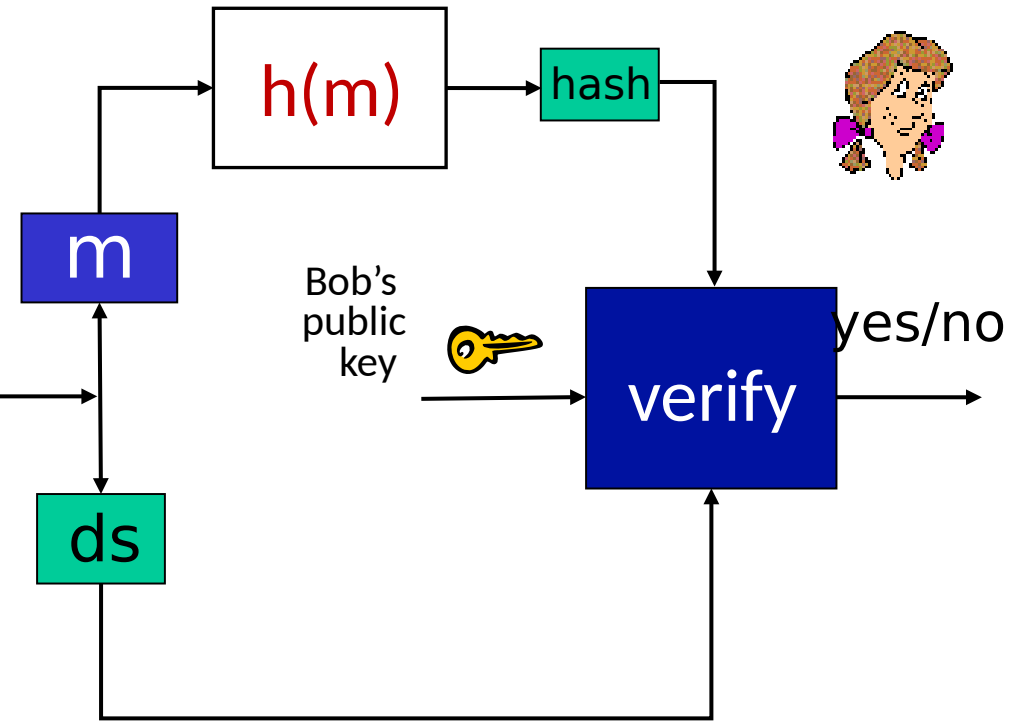 h(m)
hash
m
Bob’s
public
key
yes/no
verify
ds